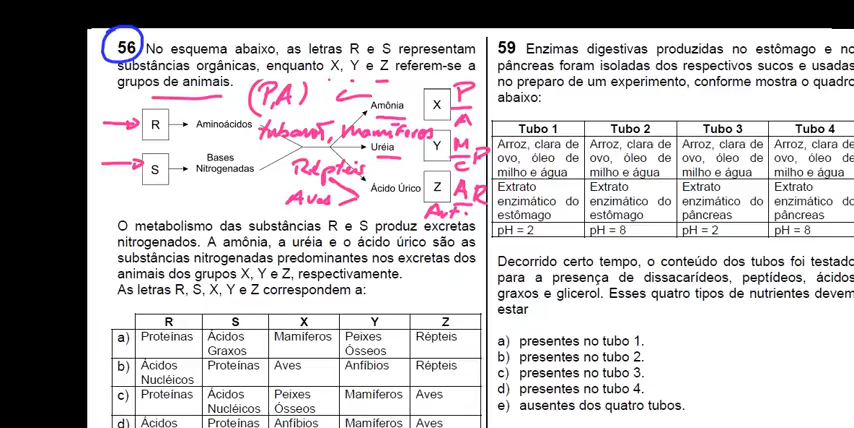 56 No esquema abaixo, as letras R e S representam
substâncias orgânicas, enquanto X, Y e Z referem-se a
grupos de animais.
(P,A)
Amônia X P
A
R Aminoácidos
tubarões, Mamíferos
Uréia Y M
C P
S Bases
Nitrogenadas
Répteis
Aves
Ácido Úrico Z A R
O metabolismo das substâncias R e S produz excretas
nitrogenados. A amônia, a uréia e o ácido úrico são as
substâncias nitrogenadas predominantes nos excretas dos
animais dos grupos X, Y e Z, respectivamente.
As letras R, S, X, Y e Z correspondem a:
R S X Y Z
a) Proteínas Ácidos Mamíferos Peixes Répteis
Graxos Ósseos
b) Ácidos Proteínas Aves Anfíbios Répteis
Nucléicos
c) Proteínas Ácidos Peixes Mamíferos Aves
Nucléicos Ósseos
d) Ácidos Proteínas Anfíbios Mamíferos Aves
59 Enzimas digestivas produzidas no estômago e no
pâncreas foram isoladas dos respectivos sucos e usadas
no preparo de um experimento, conforme mostra o quadro
abaixo:
Tubo 1 Tubo 2 Tubo 3 Tubo 4
Arroz, clara de Arroz, clara de Arroz, clara de Arroz, clara de
ovo, óleo de ovo, óleo de ovo, óleo de ovo, óleo de
milho e água milho e água milho e água milho e água
Extrato Extrato Extrato Extrato
enzimático do enzimático do enzimático do enzimático do
estômago estômago pâncreas pâncreas
pH = 2 pH = 8 pH = 2 pH = 8
Decorrido certo tempo, o conteúdo dos tubos foi testado
para a presença de dissacarídeos, peptídeos, ácidos
graxos e glicerol. Esses quatro tipos de nutrientes devem
estar
a) presentes no tubo 1.
b) presentes no tubo 2.
c) presentes no tubo 3.
d) presentes no tubo 4.
e) ausentes dos quatro tubos.